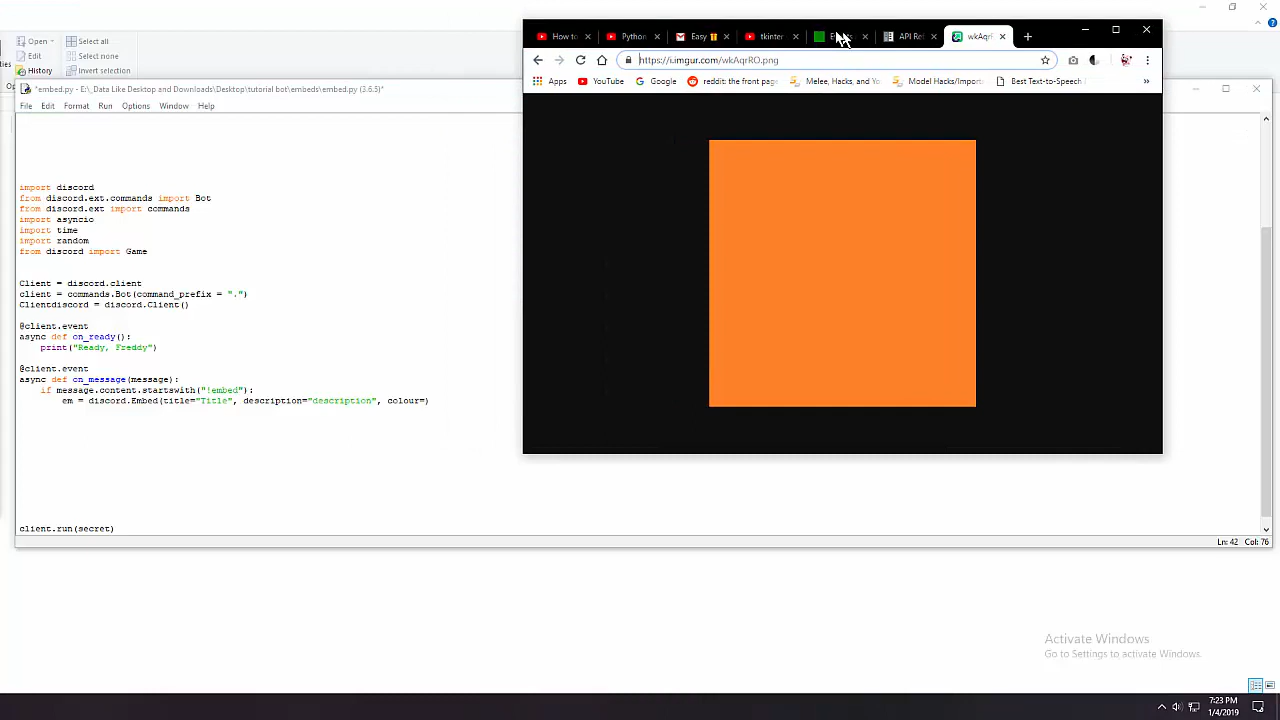 Open
Edit
History
Select all
Select none
Invert selection
How to
Python
Easy
tkinter
API Re
wkAqrR
https://i.imgur.com/wkAqrRO.png
Apps
YouTube
Google
reddit: the front pag
Melee, Hacks, and Yo
Model Hacks/Import
Best Text-to-Speech
»
*embed.py - D:\Data Like Desktop and Downloads\Desktop\tutorial bot\embeds\embed.py (3.6.5)*
File Edit Format Run Options Window Help
import discord
from discord.ext.commands import Bot
from discord.ext import commands
import asyncio
import time
import random
from discord import Game
Client = discord.client
client = commands.Bot(command_prefix = ".")
Clientdiscord = discord.Client()
@client.event
async def on_ready():
print("Ready, Freddy")
@client.event
async def on_message(message):
if message.content.startswith("!embed"):
em = discord.Embed(title="Title", description="description", colour=)
client.run(secret)
Ln: 42 Col: 76
Activate Windows
Go to Settings to activate Windows.
7:23 PM
1/4/2019